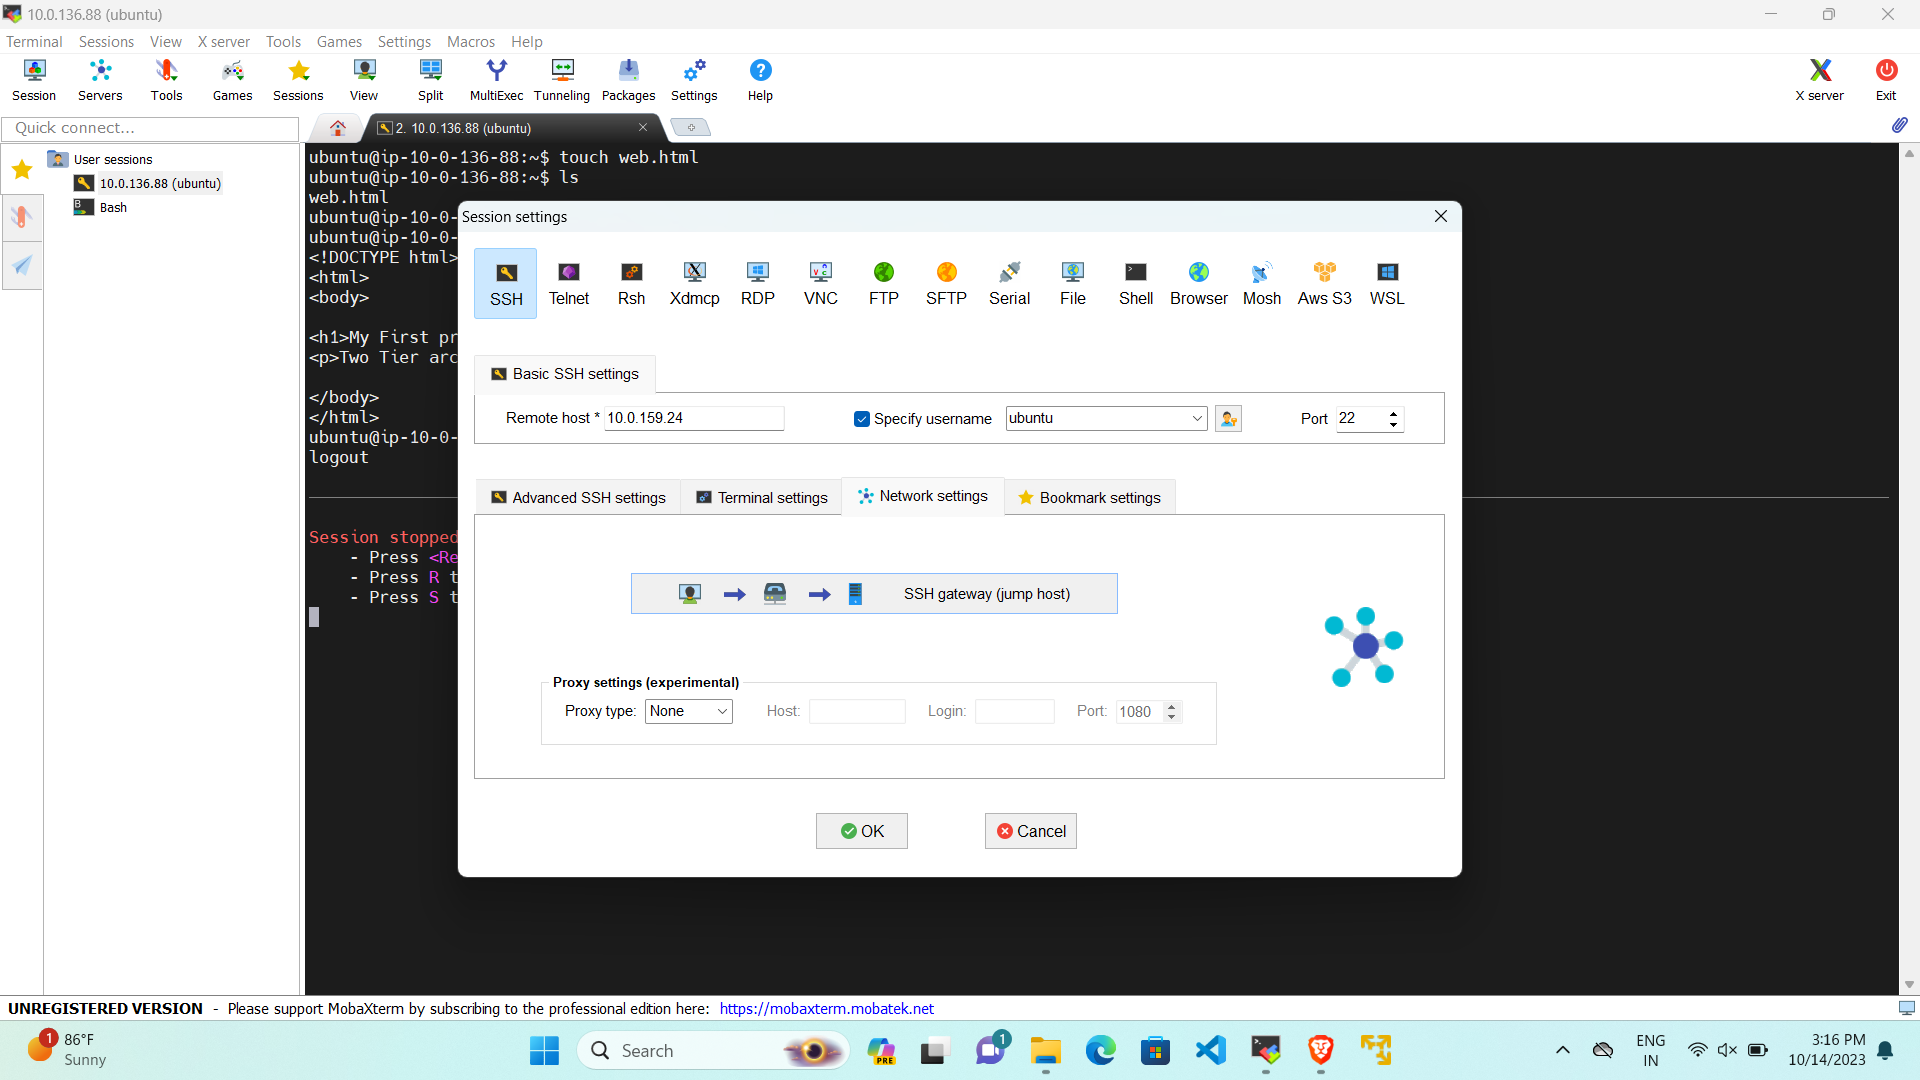 10.0.136.88 (ubuntu)
Terminal Sessions View X server Tools Games Settings Macros Help
Session Servers Tools Games Sessions View Split MultiExec Tunneling Packages Settings Help X server Exit
Quick connect...
2. 10.0.136.88 (ubuntu)
User sessions
10.0.136.88 (ubuntu)
Bash
ubuntu@ip-10-0-136-88:~$ touch web.html
ubuntu@ip-10-0-136-88:~$ ls
web.html
ubuntu@ip-10-0-
ubuntu@ip-10-0-
<!DOCTYPE html>
<html>
<body>
<h1>My First pr
<p>Two Tier arc
</body>
</html>
ubuntu@ip-10-0-
logout
Session stopped
- Press <Re
- Press R t
- Press S t
Session settings
SSH Telnet Rsh Xdmcp RDP VNC FTP SFTP Serial File Shell Browser Mosh Aws S3 WSL
Basic SSH settings
Remote host * 10.0.159.24 Specify username ubuntu Port 22
Advanced SSH settings Terminal settings Network settings Bookmark settings
SSH gateway (jump host)
Proxy settings (experimental)
Proxy type: None Host: Login: Port: 1080
OK Cancel
UNREGISTERED VERSION - Please support MobaXterm by subscribing to the professional edition here: https://mobaxterm.mobatek.net
1
86°F
Sunny
Search
PRE
1
ENG
IN
3:16 PM
10/14/2023